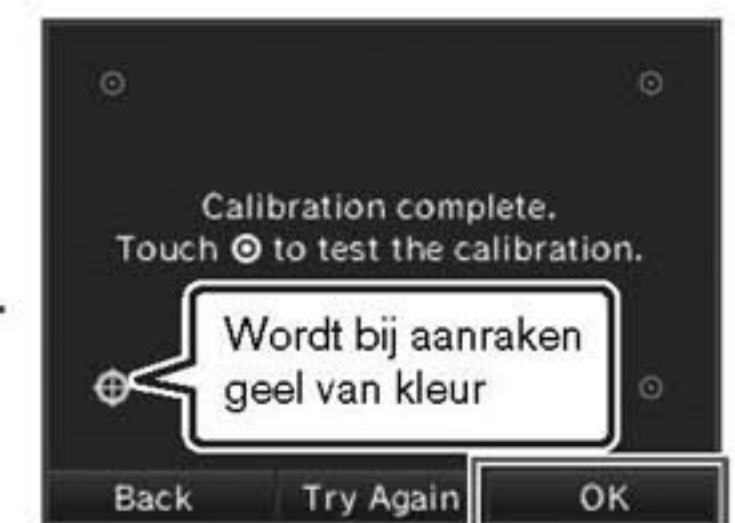 Calibration complete.
Touch ⊙ to test the calibration.
Wordt bij aanraken
geel van kleur
Back Try Again OK